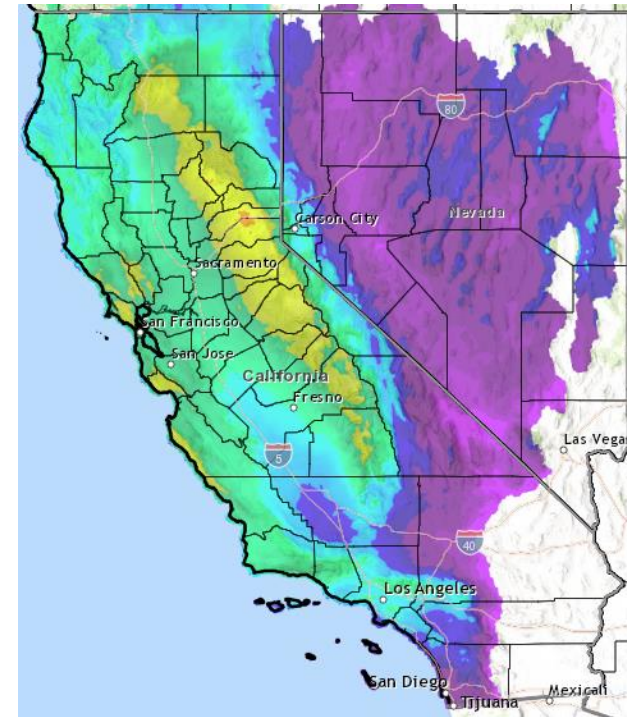 80
Carson City
Nevada
Sacramento
San Francisco
San Jose
California
Fresno
5
Las Vegas
40
Los Angeles
San Diego
Mexicali
Tijuana